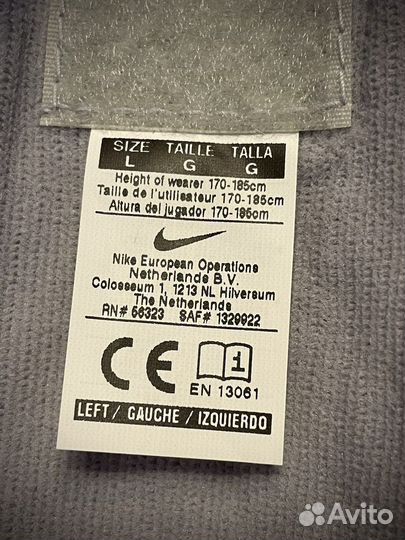 SIZE TAILLE TALLA
L G G
Height of wearer 170-185cm
Taille de l'utilisateur 170-185cm
Altura del jugador 170-185cm
Nike European Operations
Netherlands B.V.
Colosseum 1, 1213 NL Hilversum
The Netherlands
RN# 56323 SAF# 1329922
CE i
EN 13061
LEFT / GAUCHE / IZQUIERDO
Avito